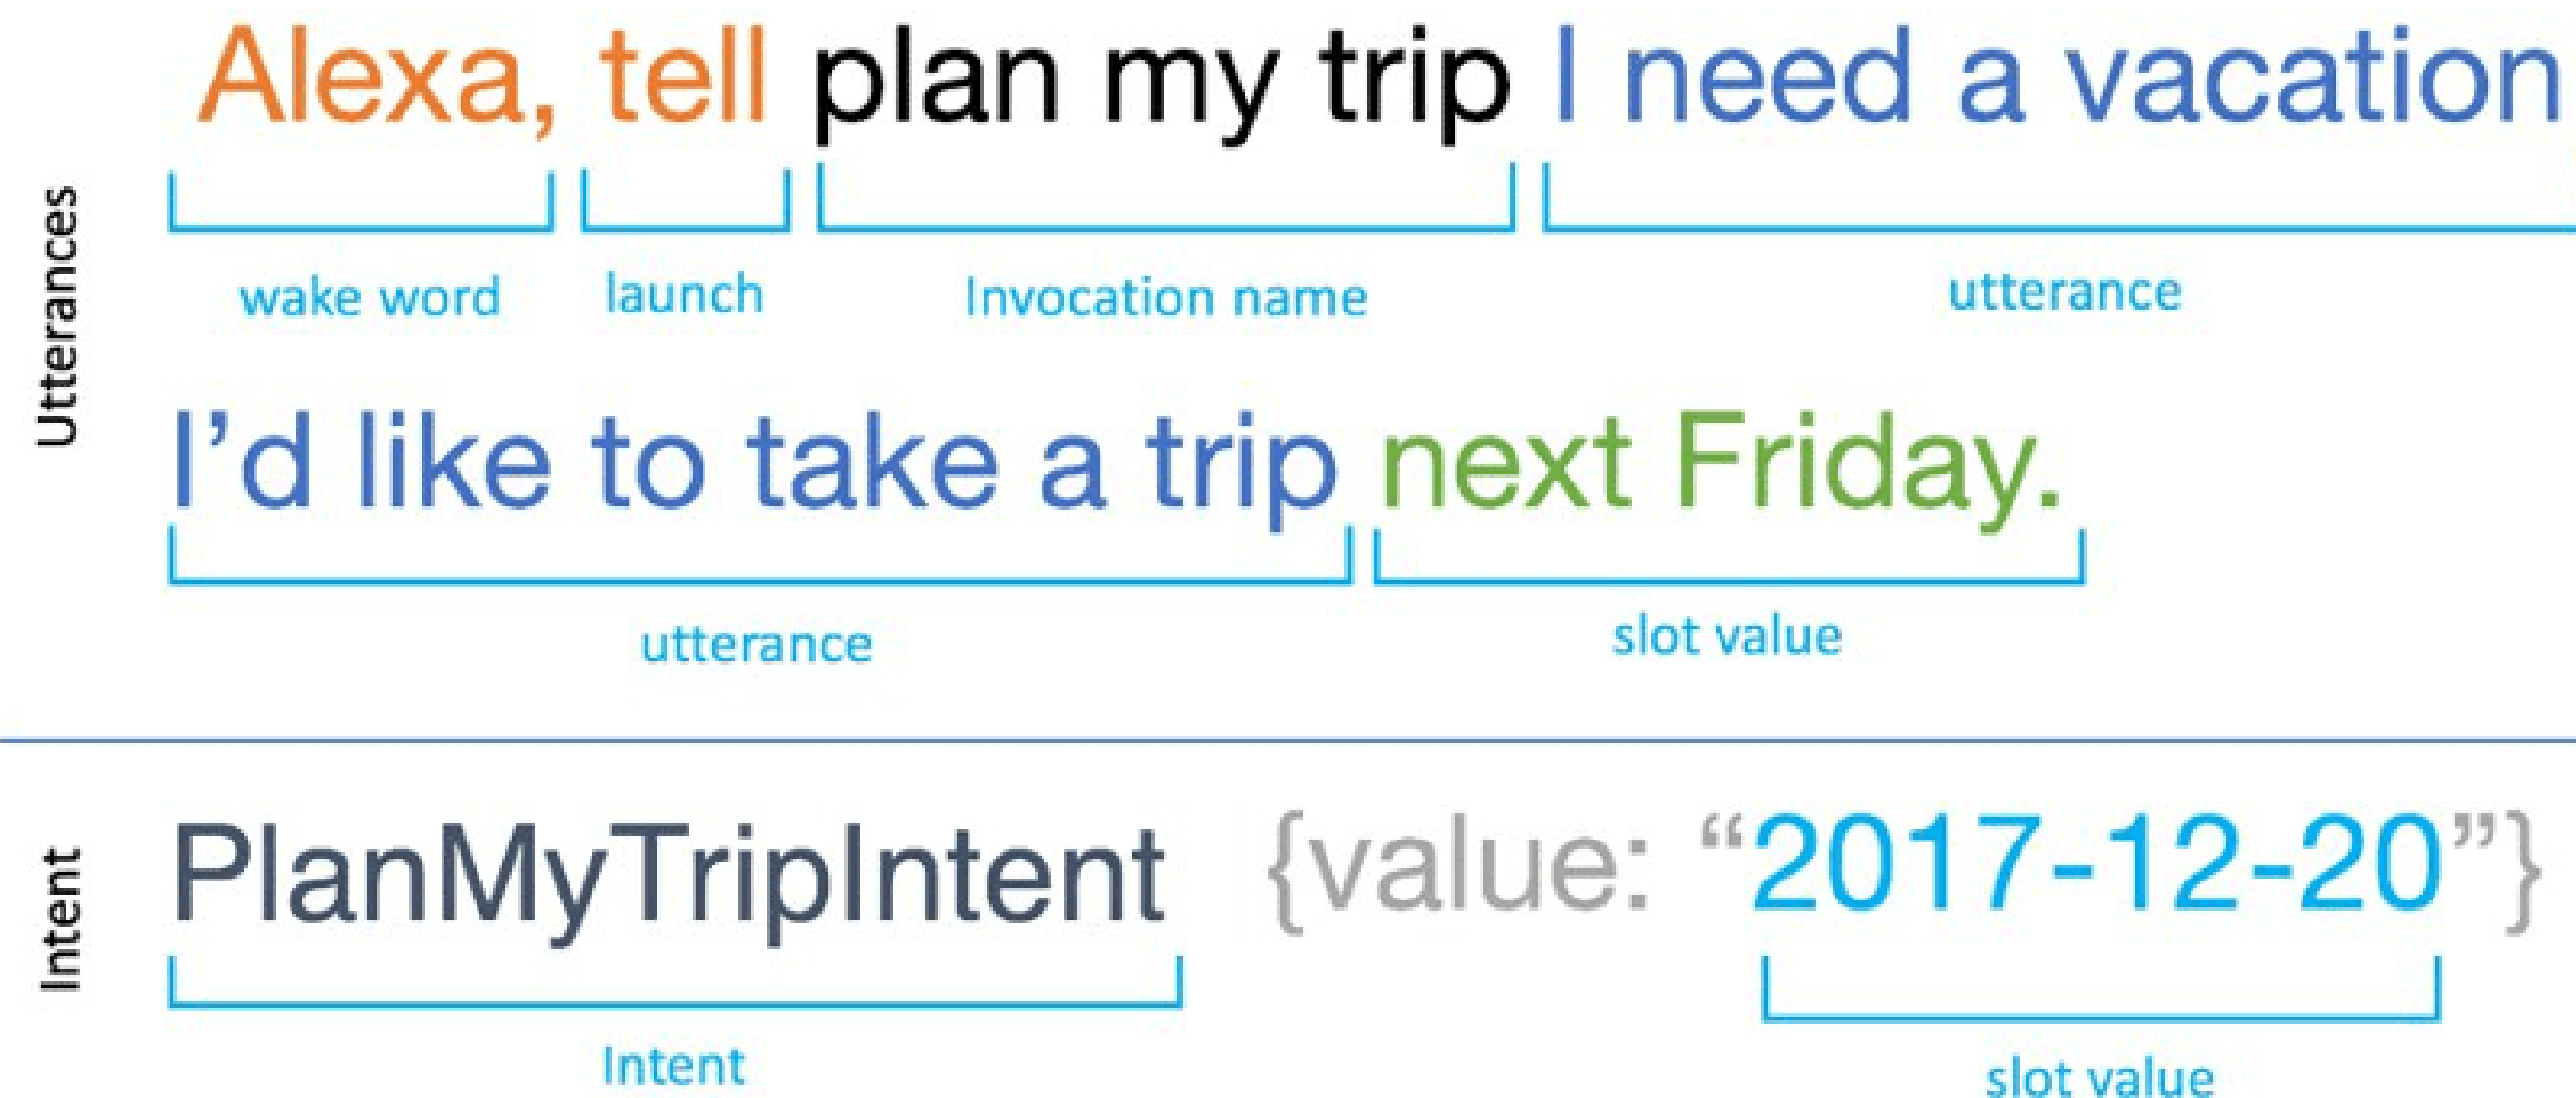 Alexa, tell plan my trip I need a vacation
wake word launch Invocation name utterance
Utterances
I’d like to take a trip next Friday.
utterance slot value
PlanMyTripIntent {value: “2017-12-20”}
Intent
Intent slot value